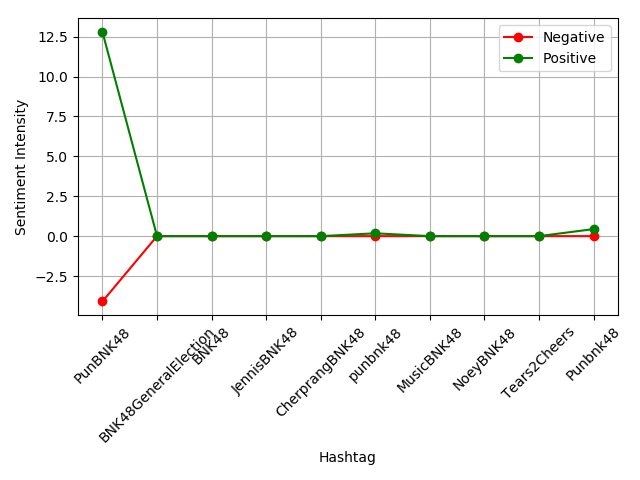 Negative
Positive
12.5
10.0
7.5
5.0
2.5
0.0
−2.5
Sentiment Intensity
PunBNK48
BNK48GeneralElection
BNK48
JennisBNK48
CherprangBNK48
punbnk48
MusicBNK48
NoeyBNK48
Tears2Cheers
Punbnk48
Hashtag